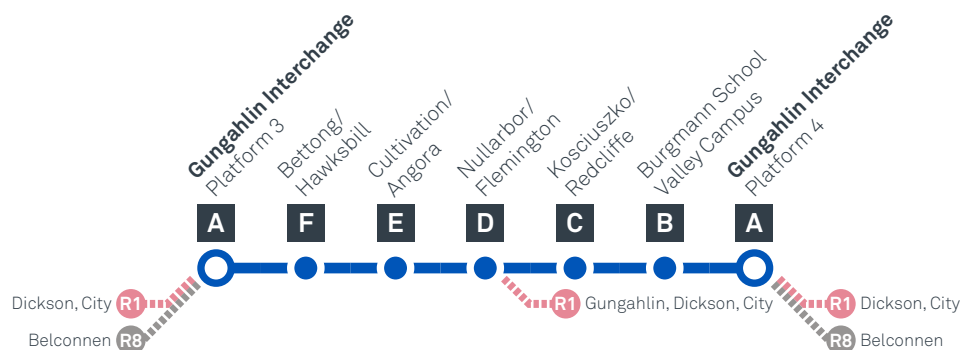 Gungahlin Interchange
Platform 3
Bettong/
Hawksbill
Cultivation/
Angora
Nullarbor/
Flemington
Kosciuszko/
Redcliffe
Burgmann School
Valley Campus
Gungahlin Interchange
Platform 4
A F E D C B A
Dickson, City R1
R1 Gungahlin, Dickson, City
R1 Dickson, City
Belconnen R8
R8 Belconnen